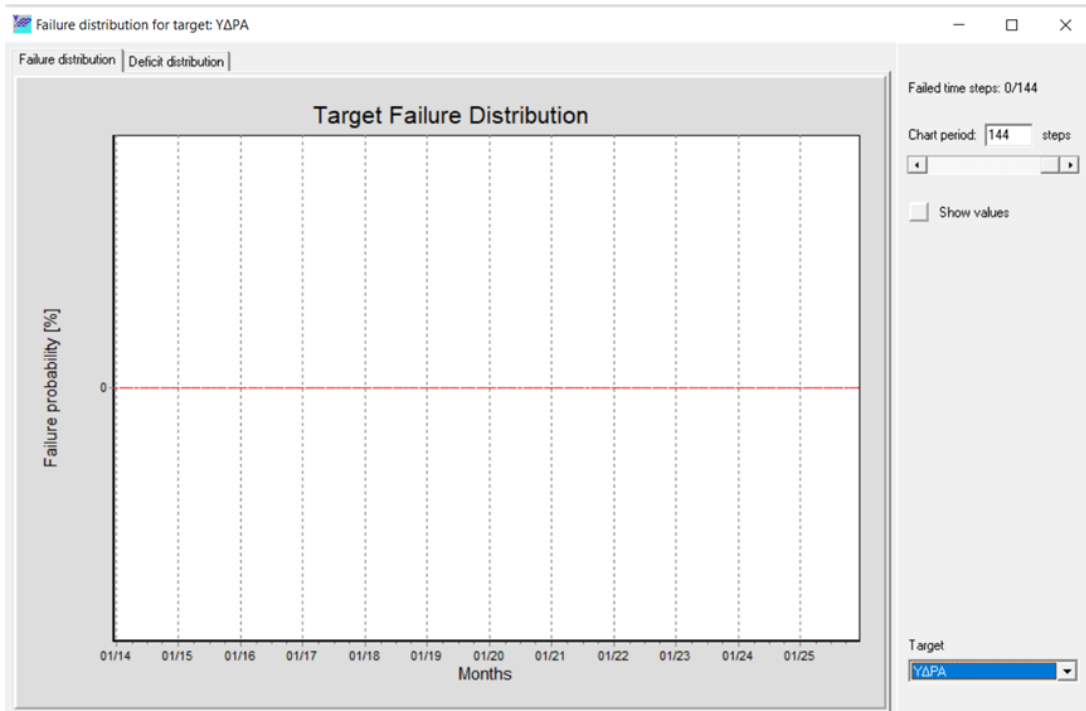 Failure distribution for target: ΥΔΡΑ
Failure distribution
Deficit distribution
Target Failure Distribution
Failure probability [%]
0
01/14 01/15 01/16 01/17 01/18 01/19 01/20 01/21 01/22 01/23 01/24 01/25
Months
Failed time steps: 0/144
Chart period: 144 steps
Show values
Target
ΥΔΡΑ